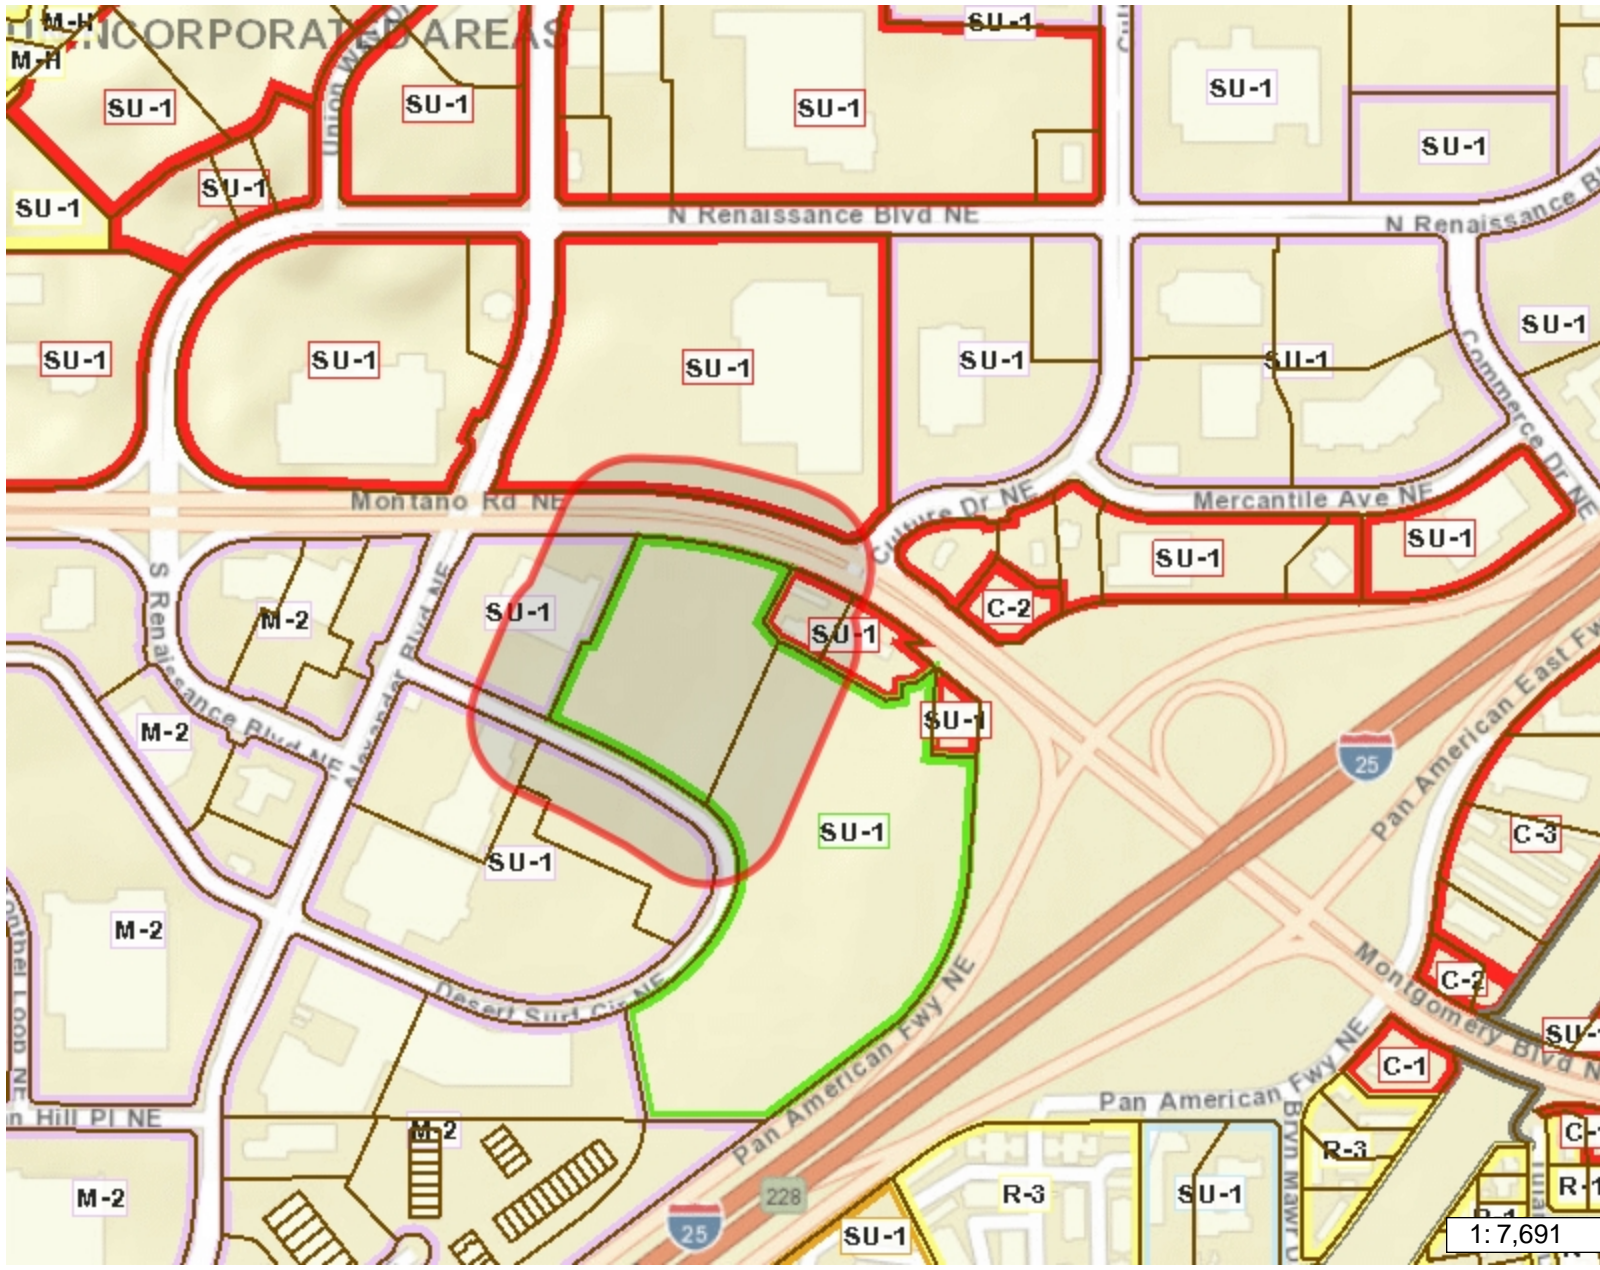 M-H
UNINCORPORATED AREAS
M-H
SU-1
SU-1
SU-1
SU-1
SU-1
SU-1
SU-1
SU-1
N Renaissance Blvd NE
N Renaissance Bl
SU-1
SU-1
SU-1
SU-1
SU-1
SU-1
Commerce Dr NE
Montano Rd NE
Culture Dr NE
Mercantile Ave NE
SU-1
SU-1
S Renaissance Blvd NE
M-2
SU-1
C-2
SU-1
Alexander Blvd NE
M-2
SU-1
25
Pan American East Fw
SU-1
C-3
SU-1
M-2
C-2
Montgomery Blvd N
Desert Surf Cir NE
Pan American Fwy NE
SU-
C-1
Pan American Fwy NE
n Hill Pl NE
M-2
C-
R-3
M-2
228
R-3
SU-1
Bryn Mawr D
R-1
R-1
25
SU-1
1: 7,691